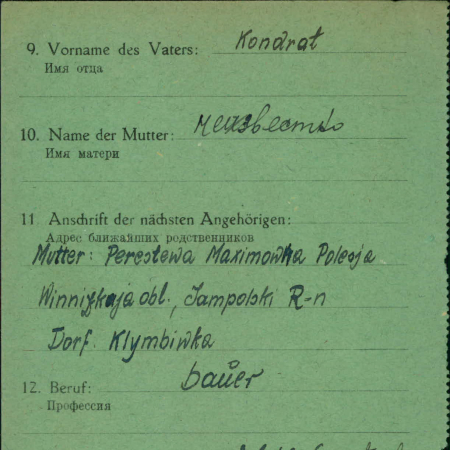 9. Vorname des Vaters: Kondrat
Имя отца
10. Name der Mutter: неизвестно
Имя матери
11 Anschrift der nächsten Angehörigen:
Адрес ближайших родственников
Mutter: Perestewa Maximowka Polesja
Winnizkaja obl., Jampolski R-n
Dorf. Klymbiwka
12. Beruf: bauer
Профессия